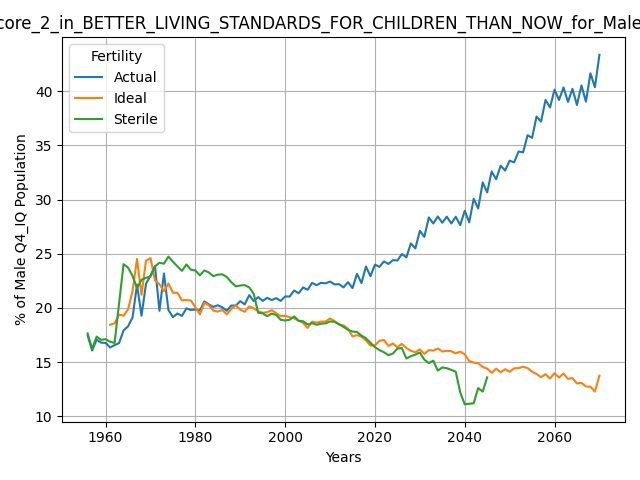 core_2_in_BETTER_LIVING_STANDARDS_FOR_CHILDREN_THAN_NOW_for_Male
Fertility
Actual
Ideal
Sterile
% of Male Q4_IQ Population
40
35
30
25
20
15
10
1960
1980
2000
2020
2040
2060
Years